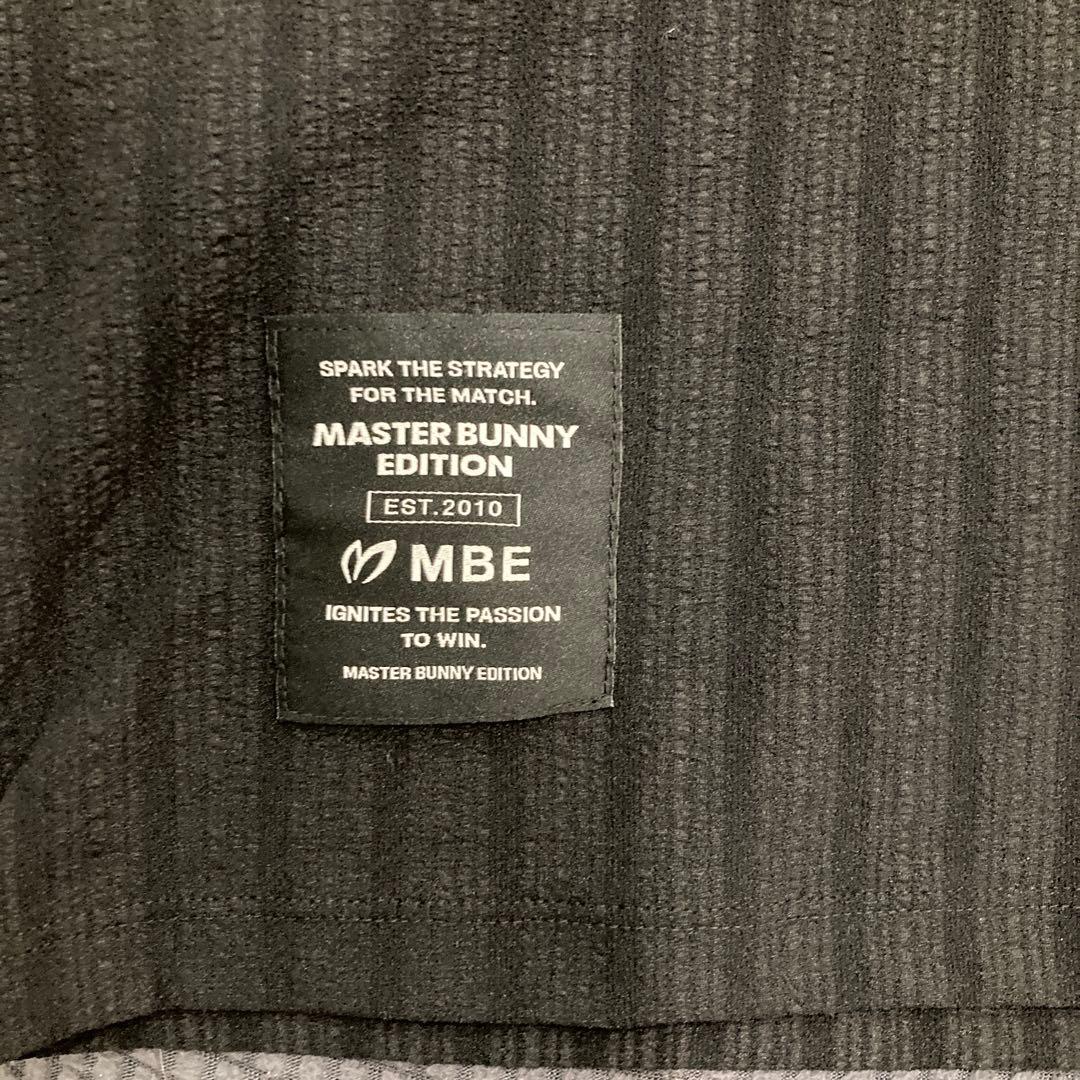 SPARK THE STRATEGY
FOR THE MATCH.
MASTER BUNNY
EDITION
EST.2010
MBE
IGNITES THE PASSION
TO WIN.
MASTER BUNNY EDITION